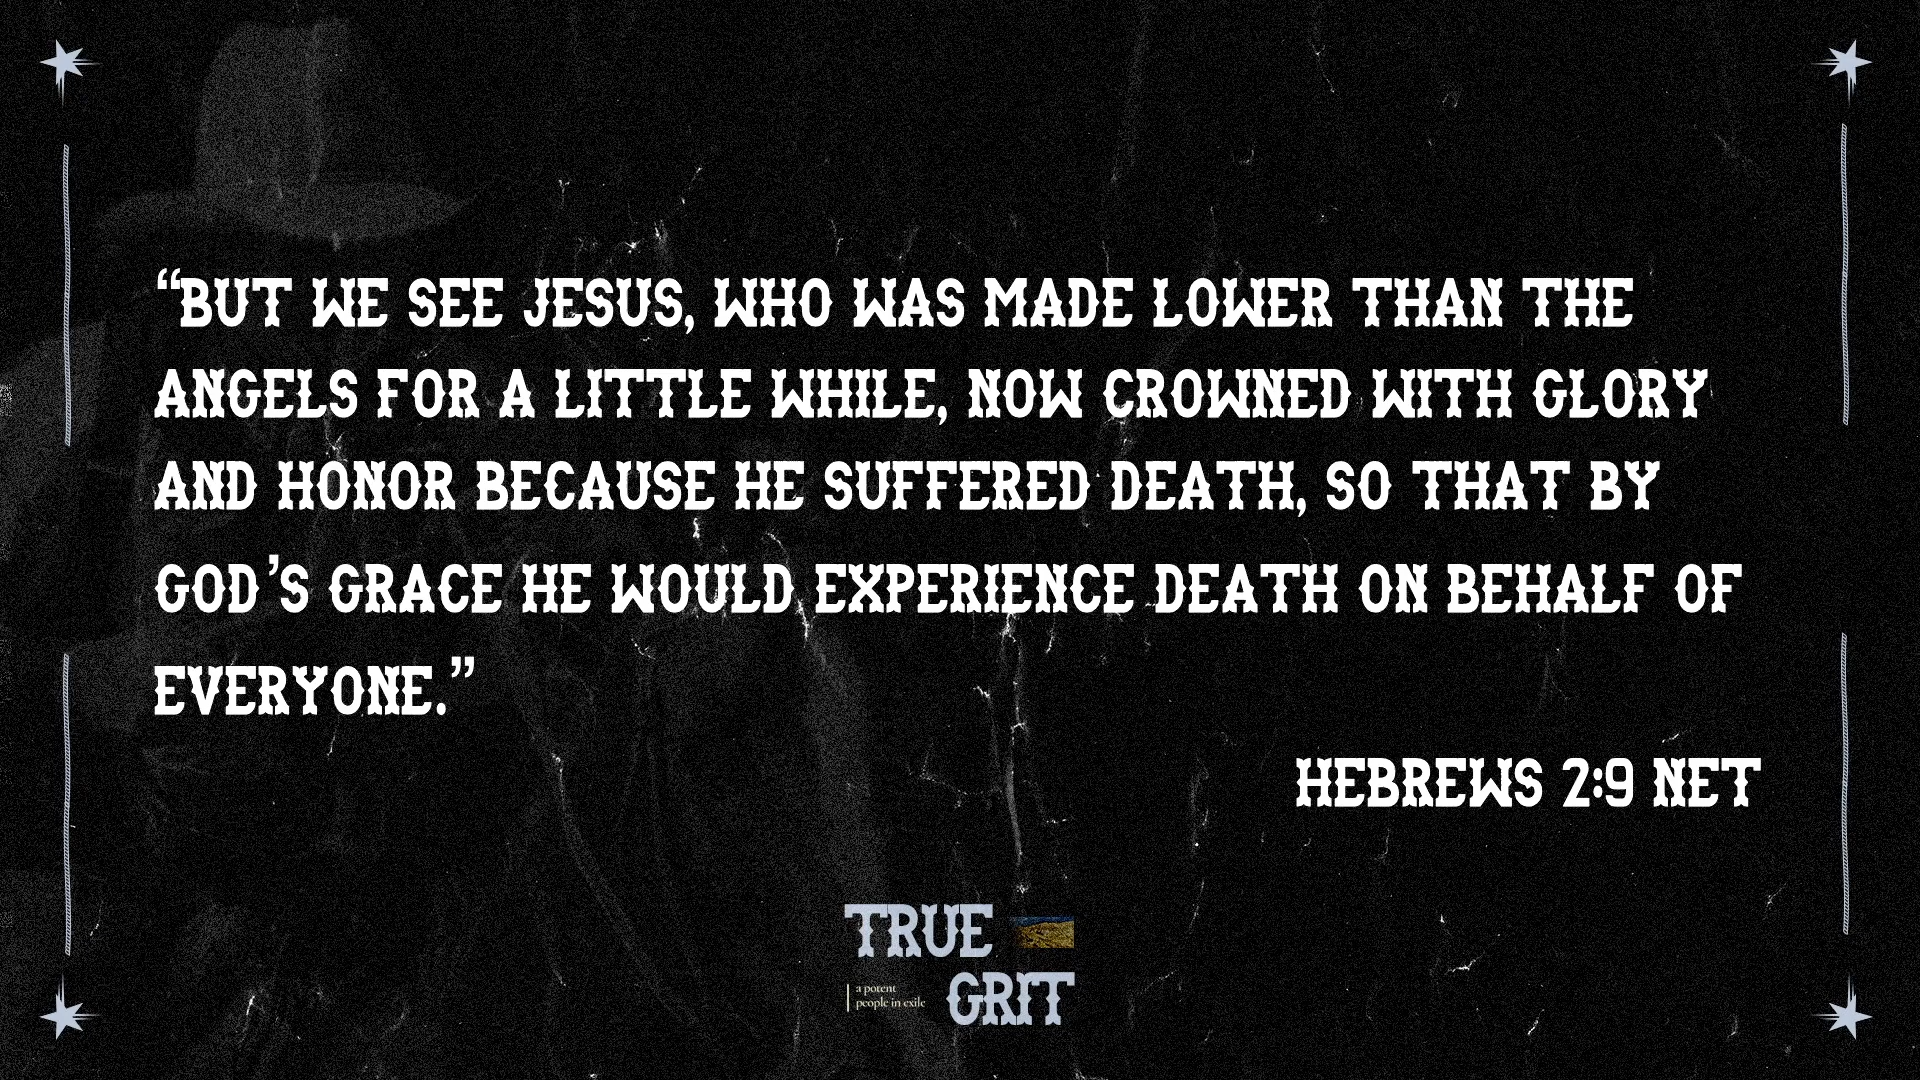 “BUT WE SEE JESUS, WHO WAS MADE LOWER THAN THE
ANGELS FOR A LITTLE WHILE, NOW CROWNED WITH GLORY
AND HONOR BECAUSE HE SUFFERED DEATH, SO THAT BY
GOD’S GRACE HE WOULD EXPERIENCE DEATH ON BEHALF OF
EVERYONE.”
HEBREWS 2:9 NET
TRUE
GRIT
a potent
people in exile